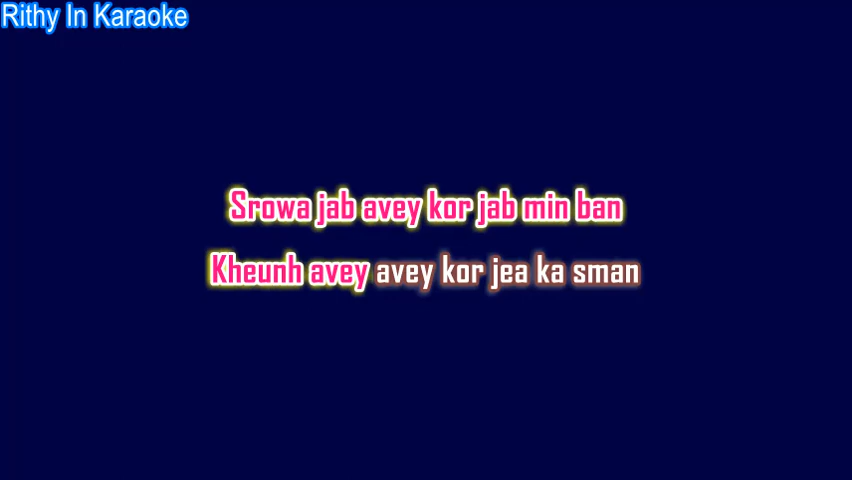 Rithy In Karaoke
Srowa jab avey kor jab min ban
Kheunh avey avey kor jea ka sman